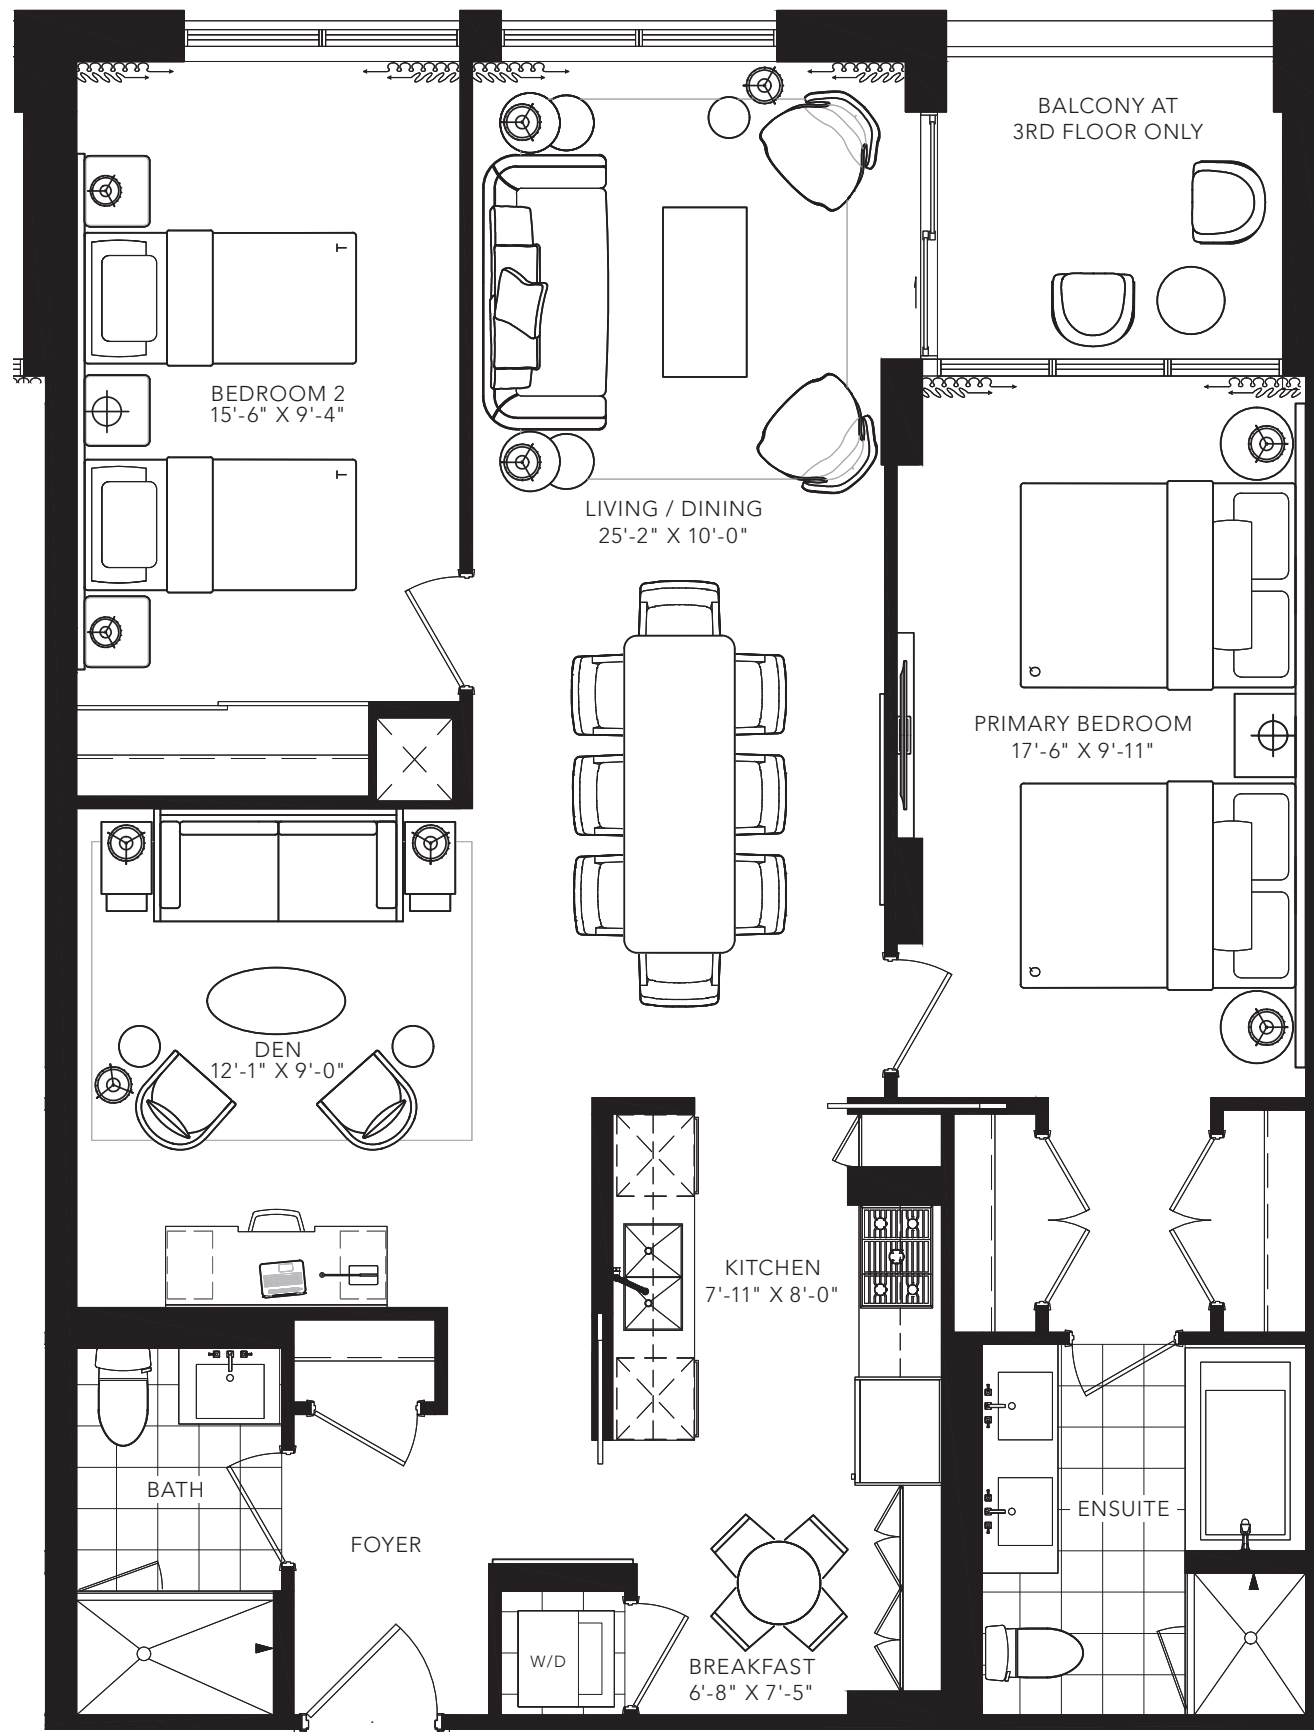 BALCONY AT
3RD FLOOR ONLY
BEDROOM 2
15'-6" X 9'-4"
LIVING / DINING
25'-2" X 10'-0"
PRIMARY BEDROOM
17'-6" X 9'-11"
DEN
12'-1" X 9'-0"
KITCHEN
7'-11" X 8'-0"
BATH
ENSUITE
FOYER
W/D
BREAKFAST
6'-8" X 7'-5"